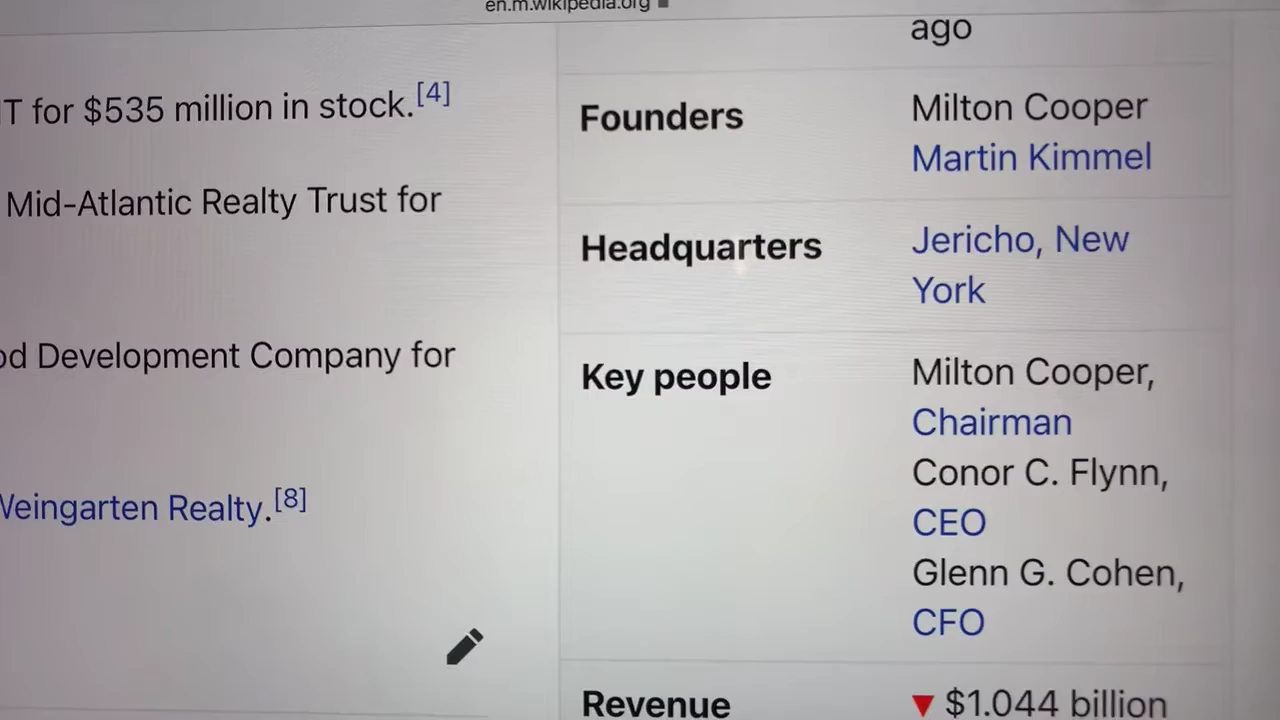 en.m.wikipedia.org
T for $535 million in stock.[4]
Mid-Atlantic Realty Trust for
Development Company for
Weingarten Realty.[8]
ago
Founders
Milton Cooper
Martin Kimmel
Headquarters
Jericho, New
York
Key people
Milton Cooper,
Chairman
Conor C. Flynn,
CEO
Glenn G. Cohen,
CFO
Revenue
▼ $1.044 billion